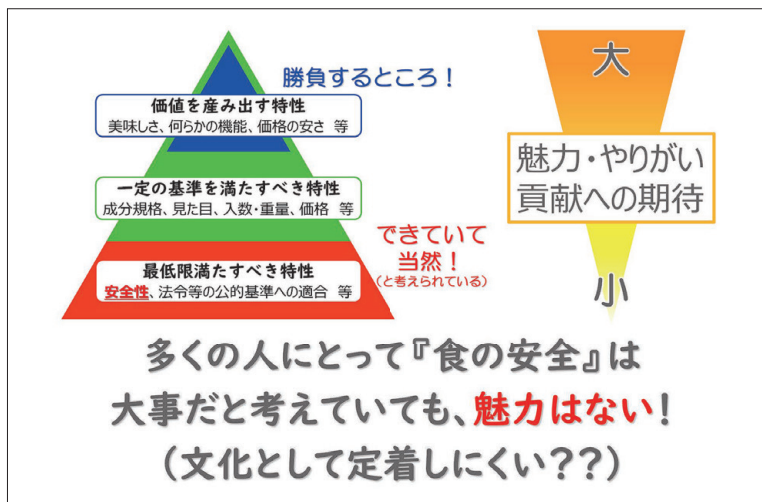 勝負するところ！
価値を産み出す特性
美味しさ、何らかの機能、価格の安さ 等
一定の基準を満たすべき特性
成分規格、見た目、入数・重量、価格 等
できていて
当然！
（と考えられている）
最低限満たすべき特性
安全性、法令等の公的基準への適合 等
大
魅力・やりがい
貢献への期待
小
多くの人にとって『食の安全』は
大事だと考えていても、魅力はない！
（文化として定着しにくい？？）